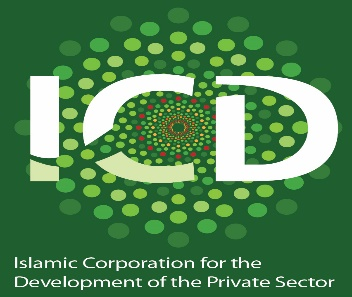 ICD
Islamic Corporation for the
Development of the Private Sector